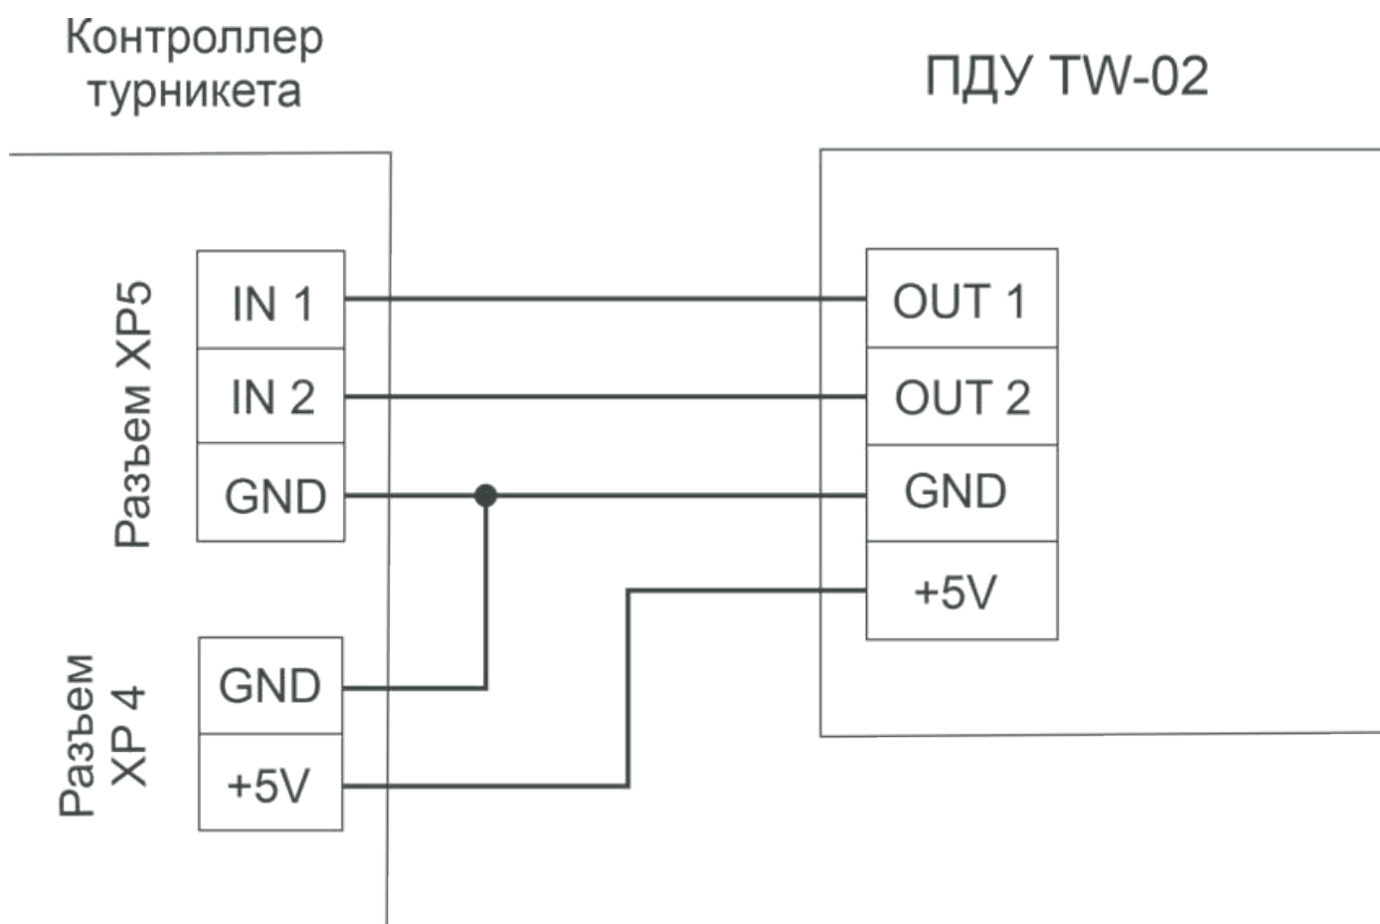 Контроллер
турникета
ПДУ TW-02
Разъем XP5
IN 1
IN 2
GND
OUT 1
OUT 2
GND
+5V
Разъем
XP 4
GND
+5V